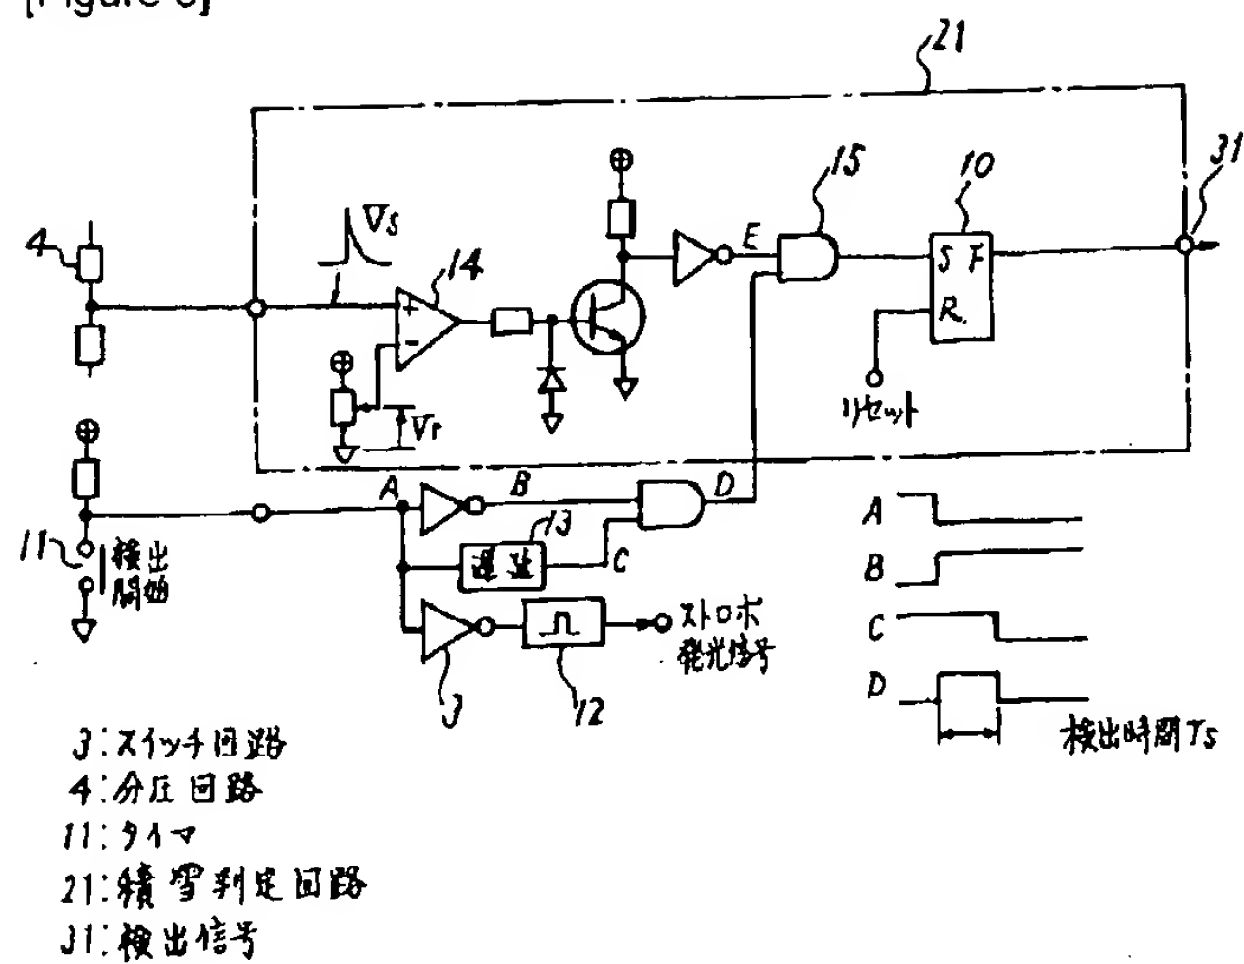 [Figure 
21
31
15
10
4
Vs
14
E
S F
R
リセット
Vr
A
B
D
13
遅延
C
11
検出
開始
ストロボ
発光信号
3
12
A
B
C
D
検出時間Ts
3:スイッチ回路
4:分圧回路
11:タイマ
21:積雪判定回路
31:検出信号